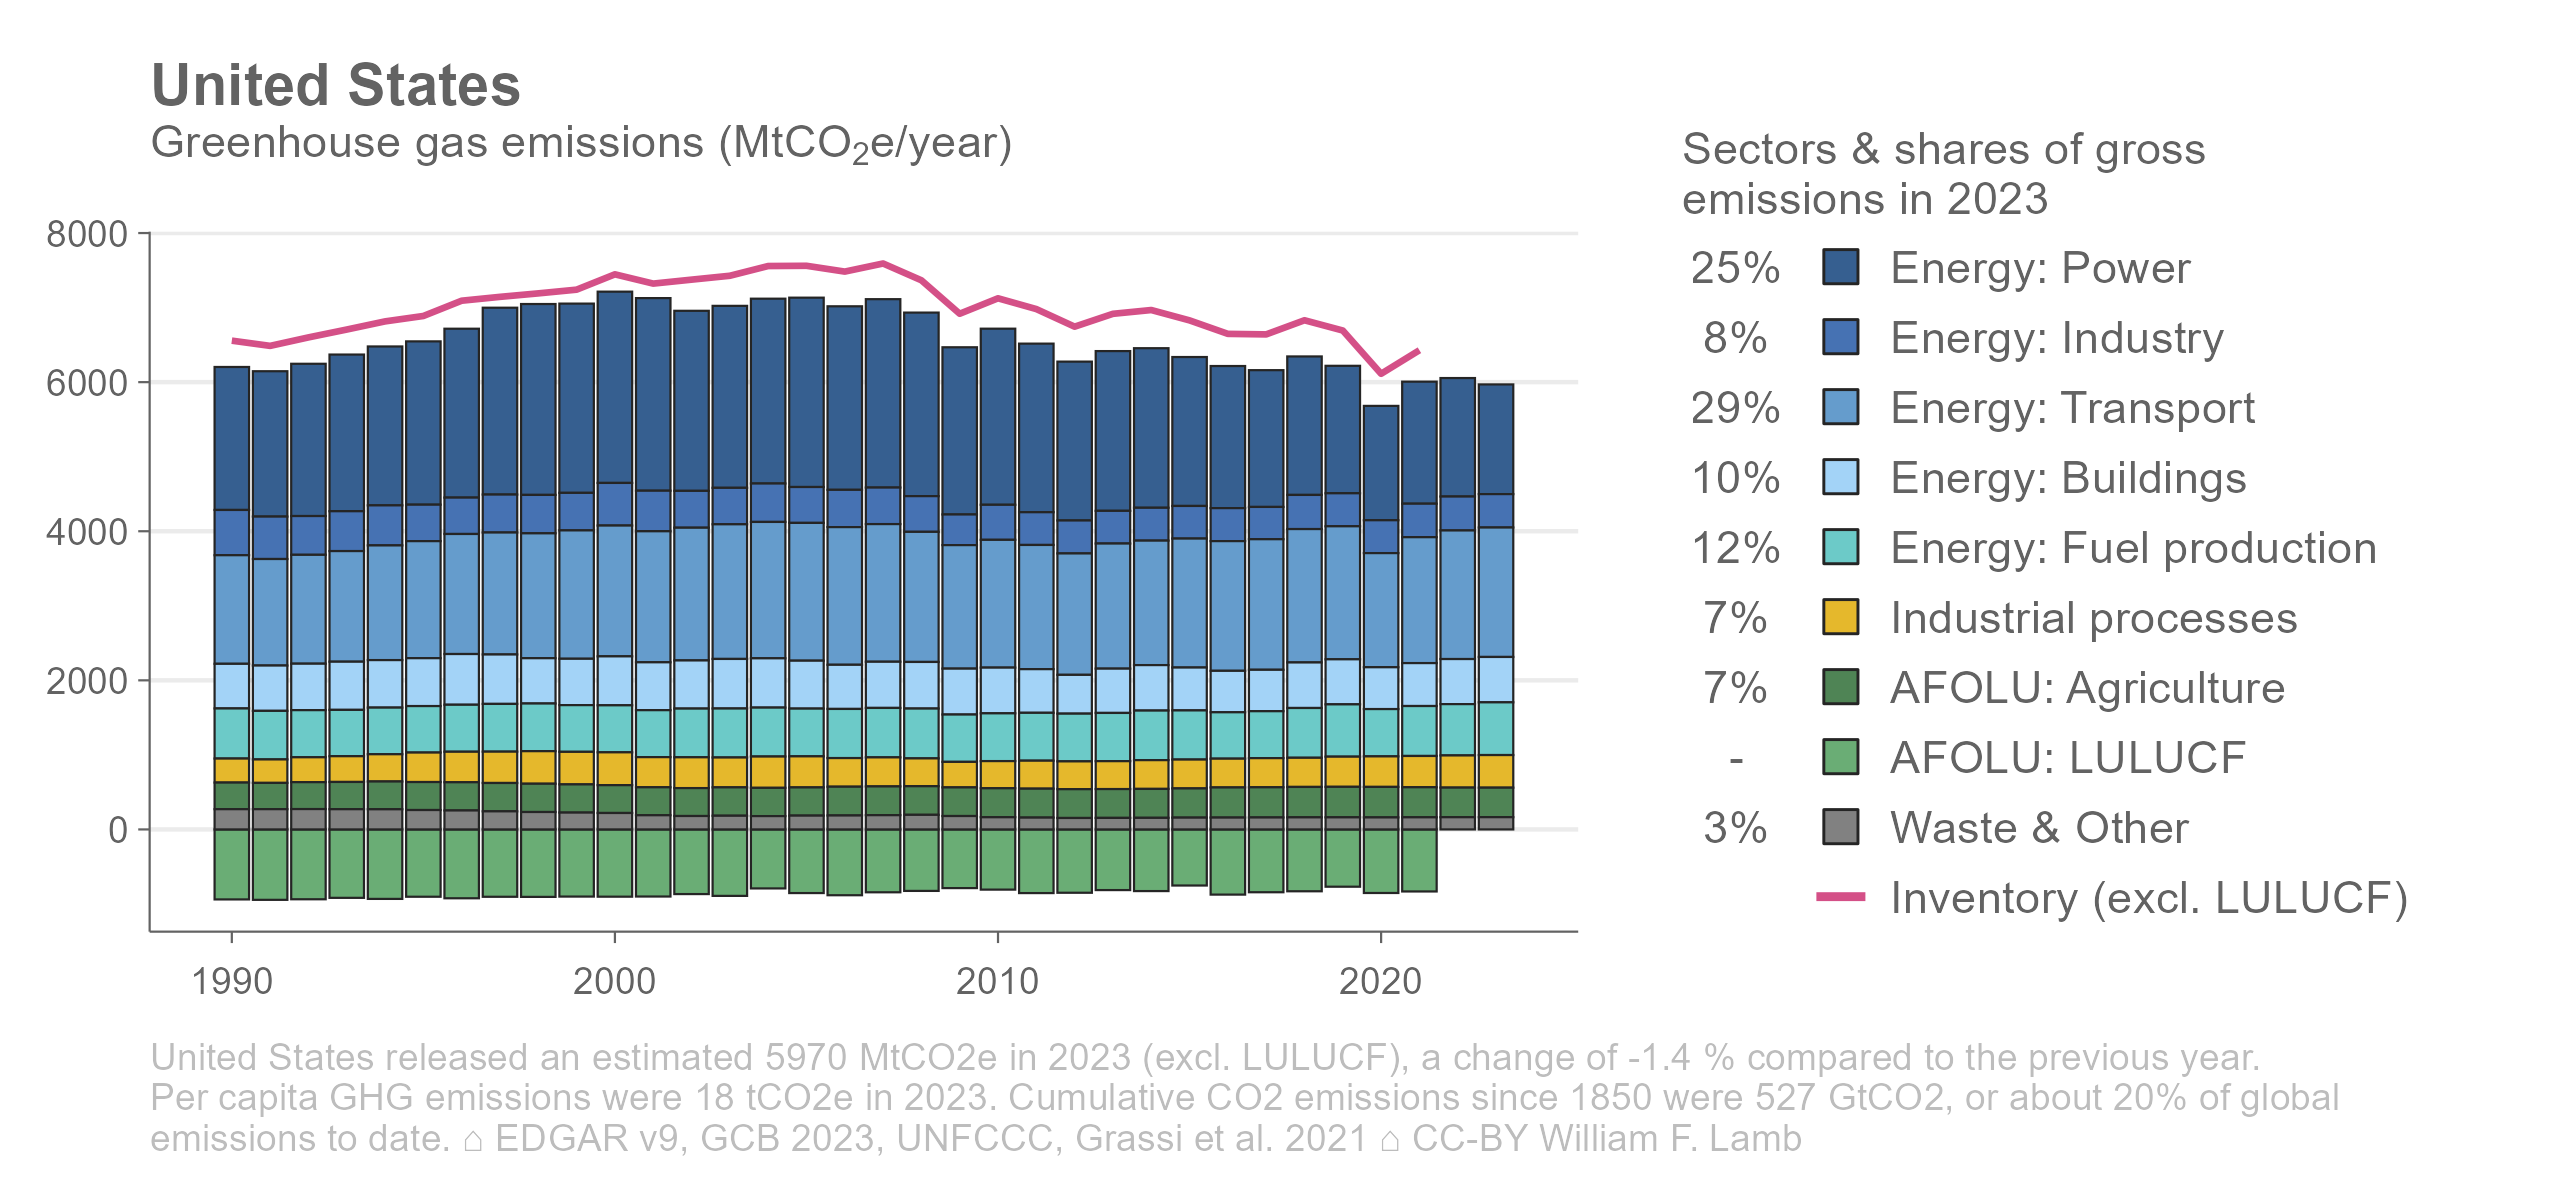 United States
Greenhouse gas emissions (MtCO₂e/year)
8000
6000
4000
2000
0
1990
2000
2010
2020
Sectors & shares of gross
emissions in 2023
25% Energy: Power
8% Energy: Industry
29% Energy: Transport
10% Energy: Buildings
12% Energy: Fuel production
7% Industrial processes
7% AFOLU: Agriculture
- AFOLU: LULUCF
3% Waste & Other
Inventory (excl. LULUCF)
United States released an estimated 5970 MtCO2e in 2023 (excl. LULUCF), a change of -1.4 % compared to the previous year.
Per capita GHG emissions were 18 tCO2e in 2023. Cumulative CO2 emissions since 1850 were 527 GtCO2, or about 20% of global
emissions to date. ⌂ EDGAR v9, GCB 2023, UNFCCC, Grassi et al. 2021 ⌂ CC-BY William F. Lamb